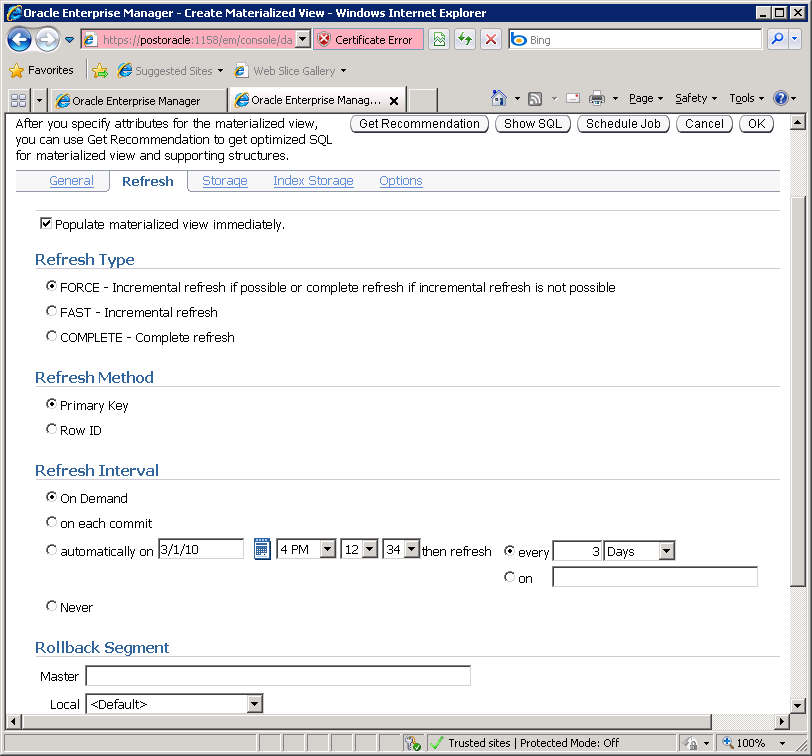 Oracle Enterprise Manager - Create Materialized View - Windows Internet Explorer
https://postoracle:1158/em/console/da
Certificate Error
Bing
Favorites
Suggested Sites
Web Slice Gallery
Oracle Enterprise Manager
Oracle Enterprise Manag...
Page
Safety
Tools
After you specify attributes for the materialized view,
you can use Get Recommendation to get optimized SQL
for materialized view and supporting structures.
Get Recommendation
Show SQL
Schedule Job
Cancel
OK
General
Refresh
Storage
Index Storage
Options
Populate materialized view immediately.
Refresh Type
FORCE - Incremental refresh if possible or complete refresh if incremental refresh is not possible
FAST - Incremental refresh
COMPLETE - Complete refresh
Refresh Method
Primary Key
Row ID
Refresh Interval
On Demand
on each commit
automatically on 3/1/10 4 PM 12 34 then refresh every 3 Days
on
Never
Rollback Segment
Master
Local <Default>
Trusted sites | Protected Mode: Off
100%